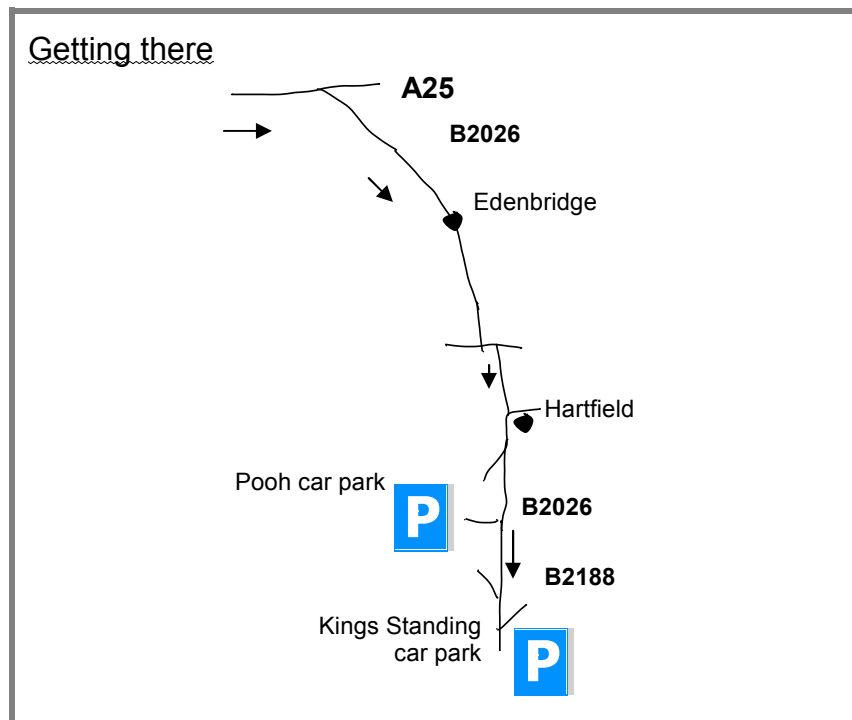 Getting there
A25
B2026
Edenbridge
Hartfield
Pooh car park
P
B2026
B2188
Kings Standing
car park
P